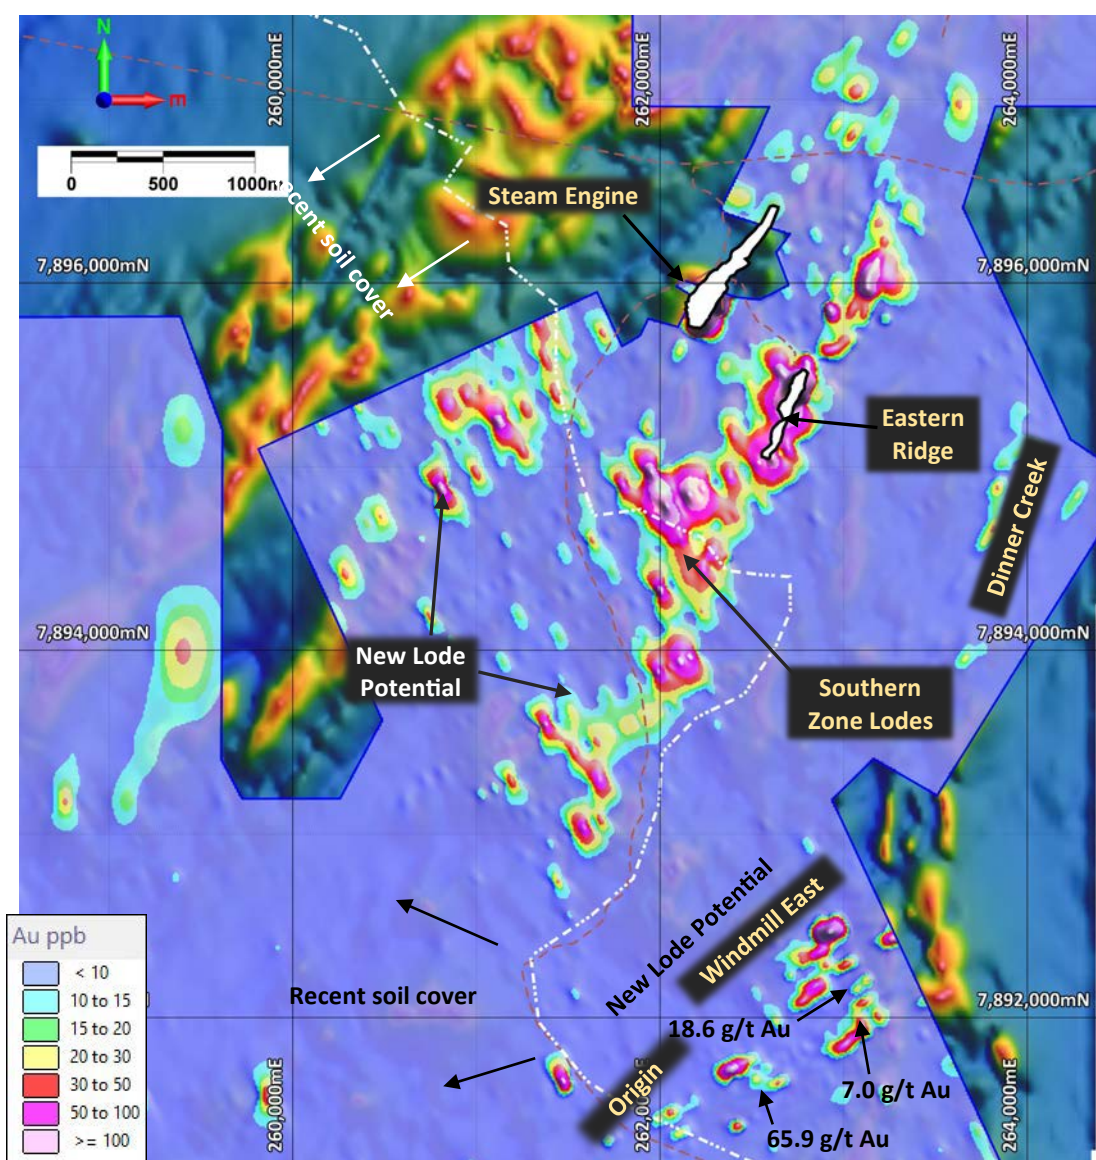 N
260,000mE
262,000mE
264,000mE
0 500 1000m
recent soil cover
Steam Engine
7,896,000mN
7,896,000mN
Eastern
Ridge
Dinner Creek
7,894,000mN
7,894,000mN
New Lode
Potential
Southern
Zone Lodes
New Lode Potential
Windmill East
Recent soil cover
7,892,000mN
18.6 g/t Au
7.0 g/t Au
Origin
65.9 g/t Au
260,000mE
262,000mE
264,000mE
Au ppb
< 10
10 to 15
15 to 20
20 to 30
30 to 50
50 to 100
>= 100